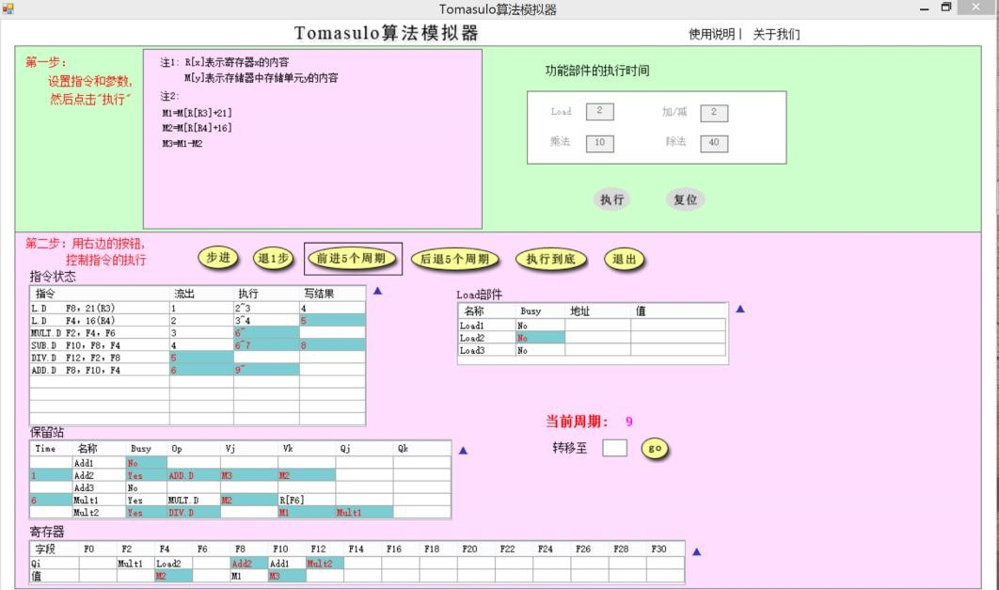 Tomasulo算法模拟器
Tomasulo算法模拟器
使用说明 | 关于我们
第一步:
设置指令和参数,
然后点击"执行"
注1: R[x]表示寄存器x的内容
M[y]表示存储器中存储单元y的内容
注2:
M1=M[R[R3]+21]
M2=M[R[R4]+16]
M3=M1-M2
功能部件的执行时间
Load 2 加/减 2
乘法 10 除法 40
执行 复位
第二步: 用右边的按钮,
控制指令的执行
步进 退1步 前进5个周期 后退5个周期 执行到底 退出
指令状态
指令 流出 执行 写结果
L.D F8, 21(R3) 1 2~3 4
L.D F4, 16(R4) 2 3~4 5
MULT.D F2, F4, F6 3 6~
SUB.D F10, F8, F4 4 6~7 8
DIV.D F12, F2, F8 5
ADD.D F8, F10, F4 6 9~
Load部件
名称 Busy 地址 值
Load1 No
Load2 No
Load3 No
当前周期: 9
转移至 go
保留站
Time 名称 Busy Op Vj Vk Qj Qk
Add1 No
1 Add2 Yes ADD.D M3 M2
Add3 No
6 Mult1 Yes MULT.D M2 R[F6]
Mult2 Yes DIV.D M1 Mult1
寄存器
字段 F0 F2 F4 F6 F8 F10 F12 F14 F16 F18 F20 F22 F24 F26 F28 F30
Qi Mult1 Load2 Add2 Add1 Mult2
值 M2 M1 M3